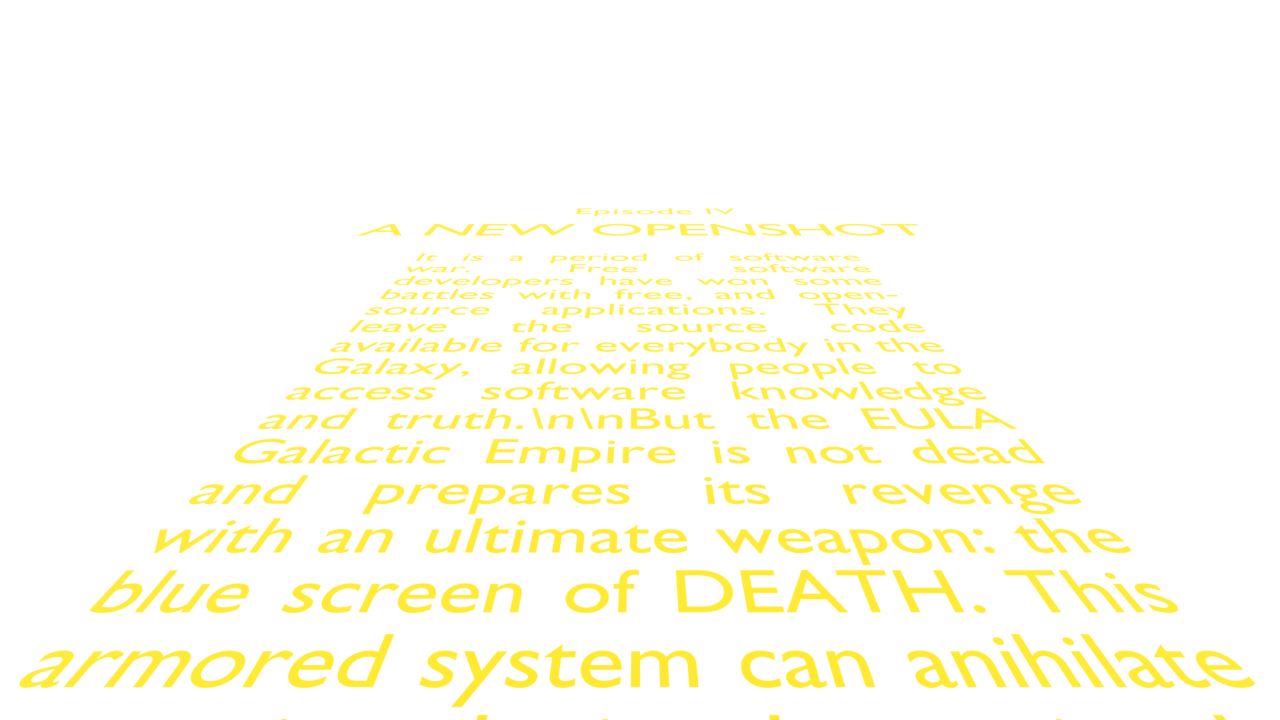 Episode IV
A NEW OPENSHOT
It is a period of software
war. Free software
developers have won some
battles with free, and open-
source applications. They
leave the source code
available for everybody in the
Galaxy, allowing people to
access software knowledge
and truth.\n\nBut the EULA
Galactic Empire is not dead
and prepares its revenge
with an ultimate weapon: the
blue screen of DEATH. This
armored system can anihilate